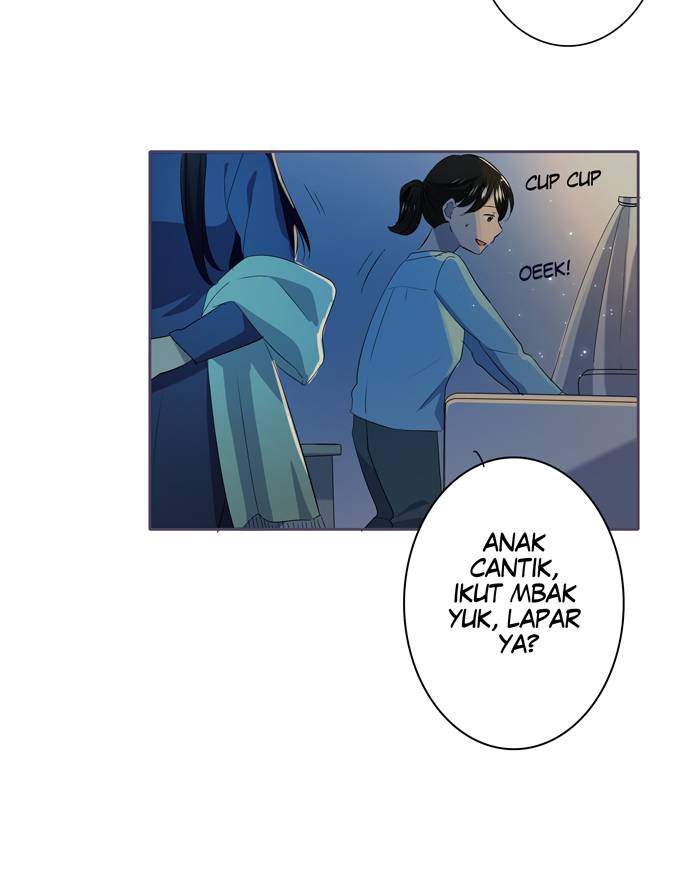 CUP CUP
OEEK!
ANAK
CANTIK,
IKUT MBAK
YUK, LAPAR
YA?